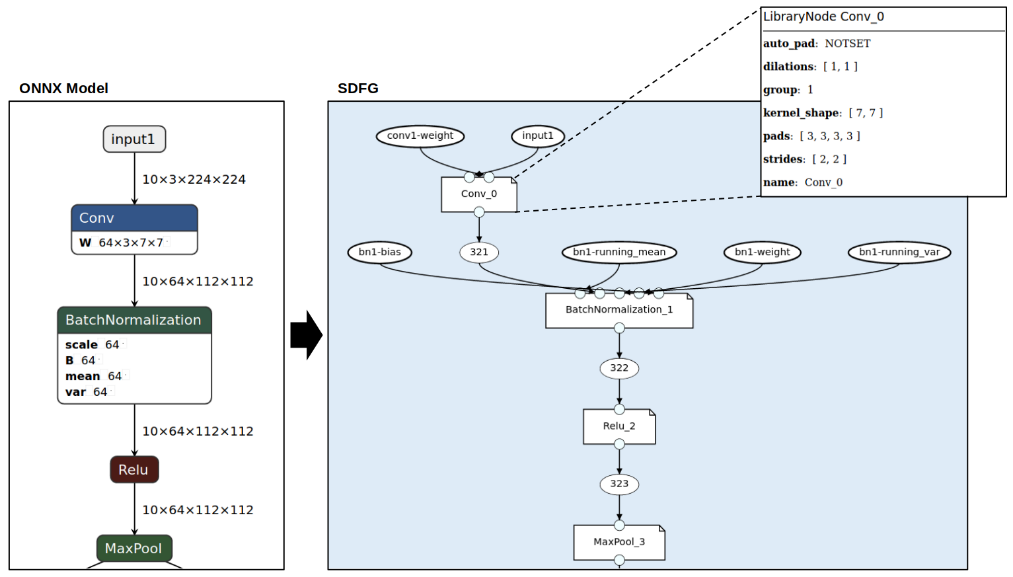 ONNX Model
input1
10×3×224×224
Conv
W 64×3×7×7
10×64×112×112
BatchNormalization
scale 64
B 64
mean 64
var 64
10×64×112×112
Relu
10×64×112×112
MaxPool
SDFG
conv1-weight
input1
Conv_0
321
bn1-bias
bn1-running_mean
bn1-weight
bn1-running_var
BatchNormalization_1
322
Relu_2
323
MaxPool_3
LibraryNode Conv_0
auto_pad: NOTSET
dilations: [ 1, 1 ]
group: 1
kernel_shape: [ 7, 7 ]
pads: [ 3, 3, 3, 3 ]
strides: [ 2, 2 ]
name: Conv_0